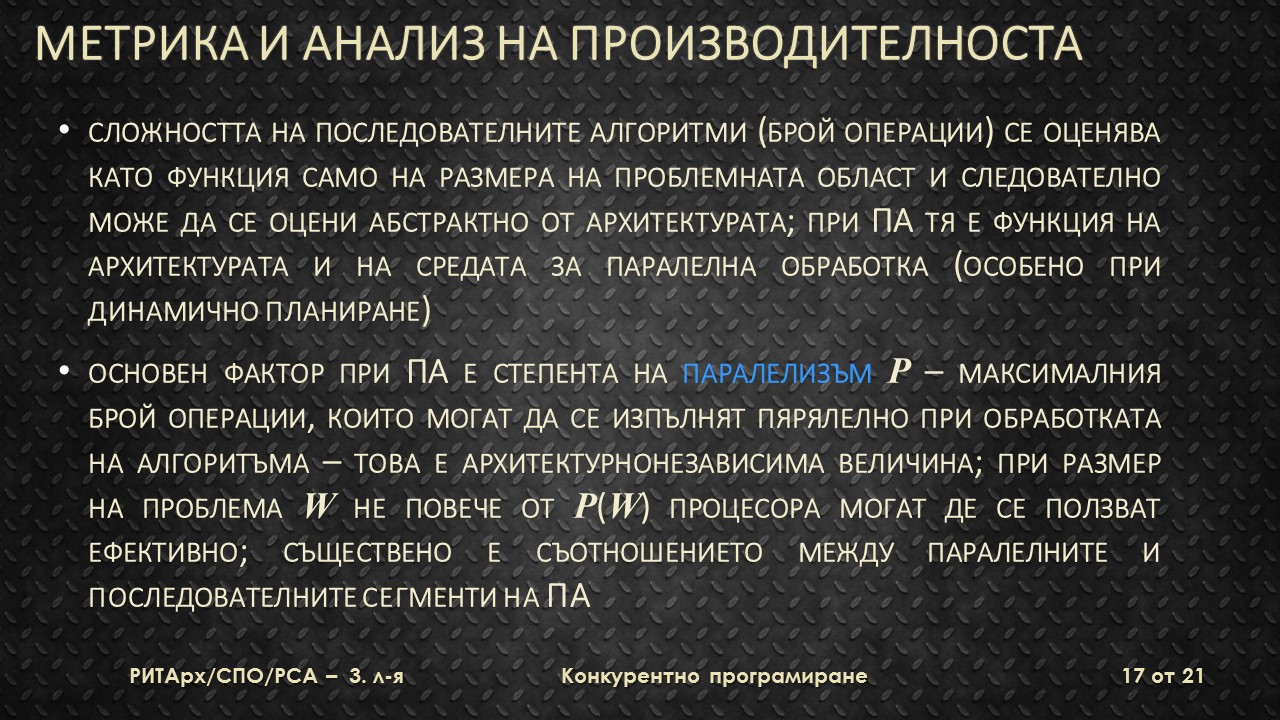 МЕТРИКА И АНАЛИЗ НА ПРОИЗВОДИТЕЛНОСТА
• СЛОЖНОСТТА НА ПОСЛЕДОВАТЕЛНИТЕ АЛГОРИТМИ (БРОЙ ОПЕРАЦИИ) СЕ ОЦЕНЯВА
КАТО ФУНКЦИЯ САМО НА РАЗМЕРА НА ПРОБЛЕМНАТА ОБЛАСТ И СЛЕДОВАТЕЛНО
МОЖЕ ДА СЕ ОЦЕНИ АБСТРАКТНО ОТ АРХИТЕКТУРАТА; ПРИ ПА ТЯ Е ФУНКЦИЯ НА
АРХИТЕКТУРАТА И НА СРЕДАТА ЗА ПАРАЛЕЛНА ОБРАБОТКА (ОСОБЕНО ПРИ
ДИНАМИЧНО ПЛАНИРАНЕ)
• ОСНОВЕН ФАКТОР ПРИ ПА Е СТЕПЕНТА НА ПАРАЛЕЛИЗЪМ P – МАКСИМАЛНИЯ
БРОЙ ОПЕРАЦИИ, КОИТО МОГАТ ДА СЕ ИЗПЪЛНЯТ ПЯРЯЛЕЛНО ПРИ ОБРАБОТКАТА
НА АЛГОРИТЪМА – ТОВА Е АРХИТЕКТУРНОНЕЗАВИСИМА ВЕЛИЧИНА; ПРИ РАЗМЕР
НА ПРОБЛЕМА W НЕ ПОВЕЧЕ ОТ P(W) ПРОЦЕСОРА МОГАТ ДЕ СЕ ПОЛЗВАТ
ЕФЕКТИВНО; СЪЩЕСТВЕНО Е СЪОТНОШЕНИЕТО МЕЖДУ ПАРАЛЕЛНИТЕ И
ПОСЛЕДОВАТЕЛНИТЕ СЕГМЕНТИ НА ПА
РИТАрх/СПО/РСА – 3. л-я Конкурентно програмиране 17 от 21